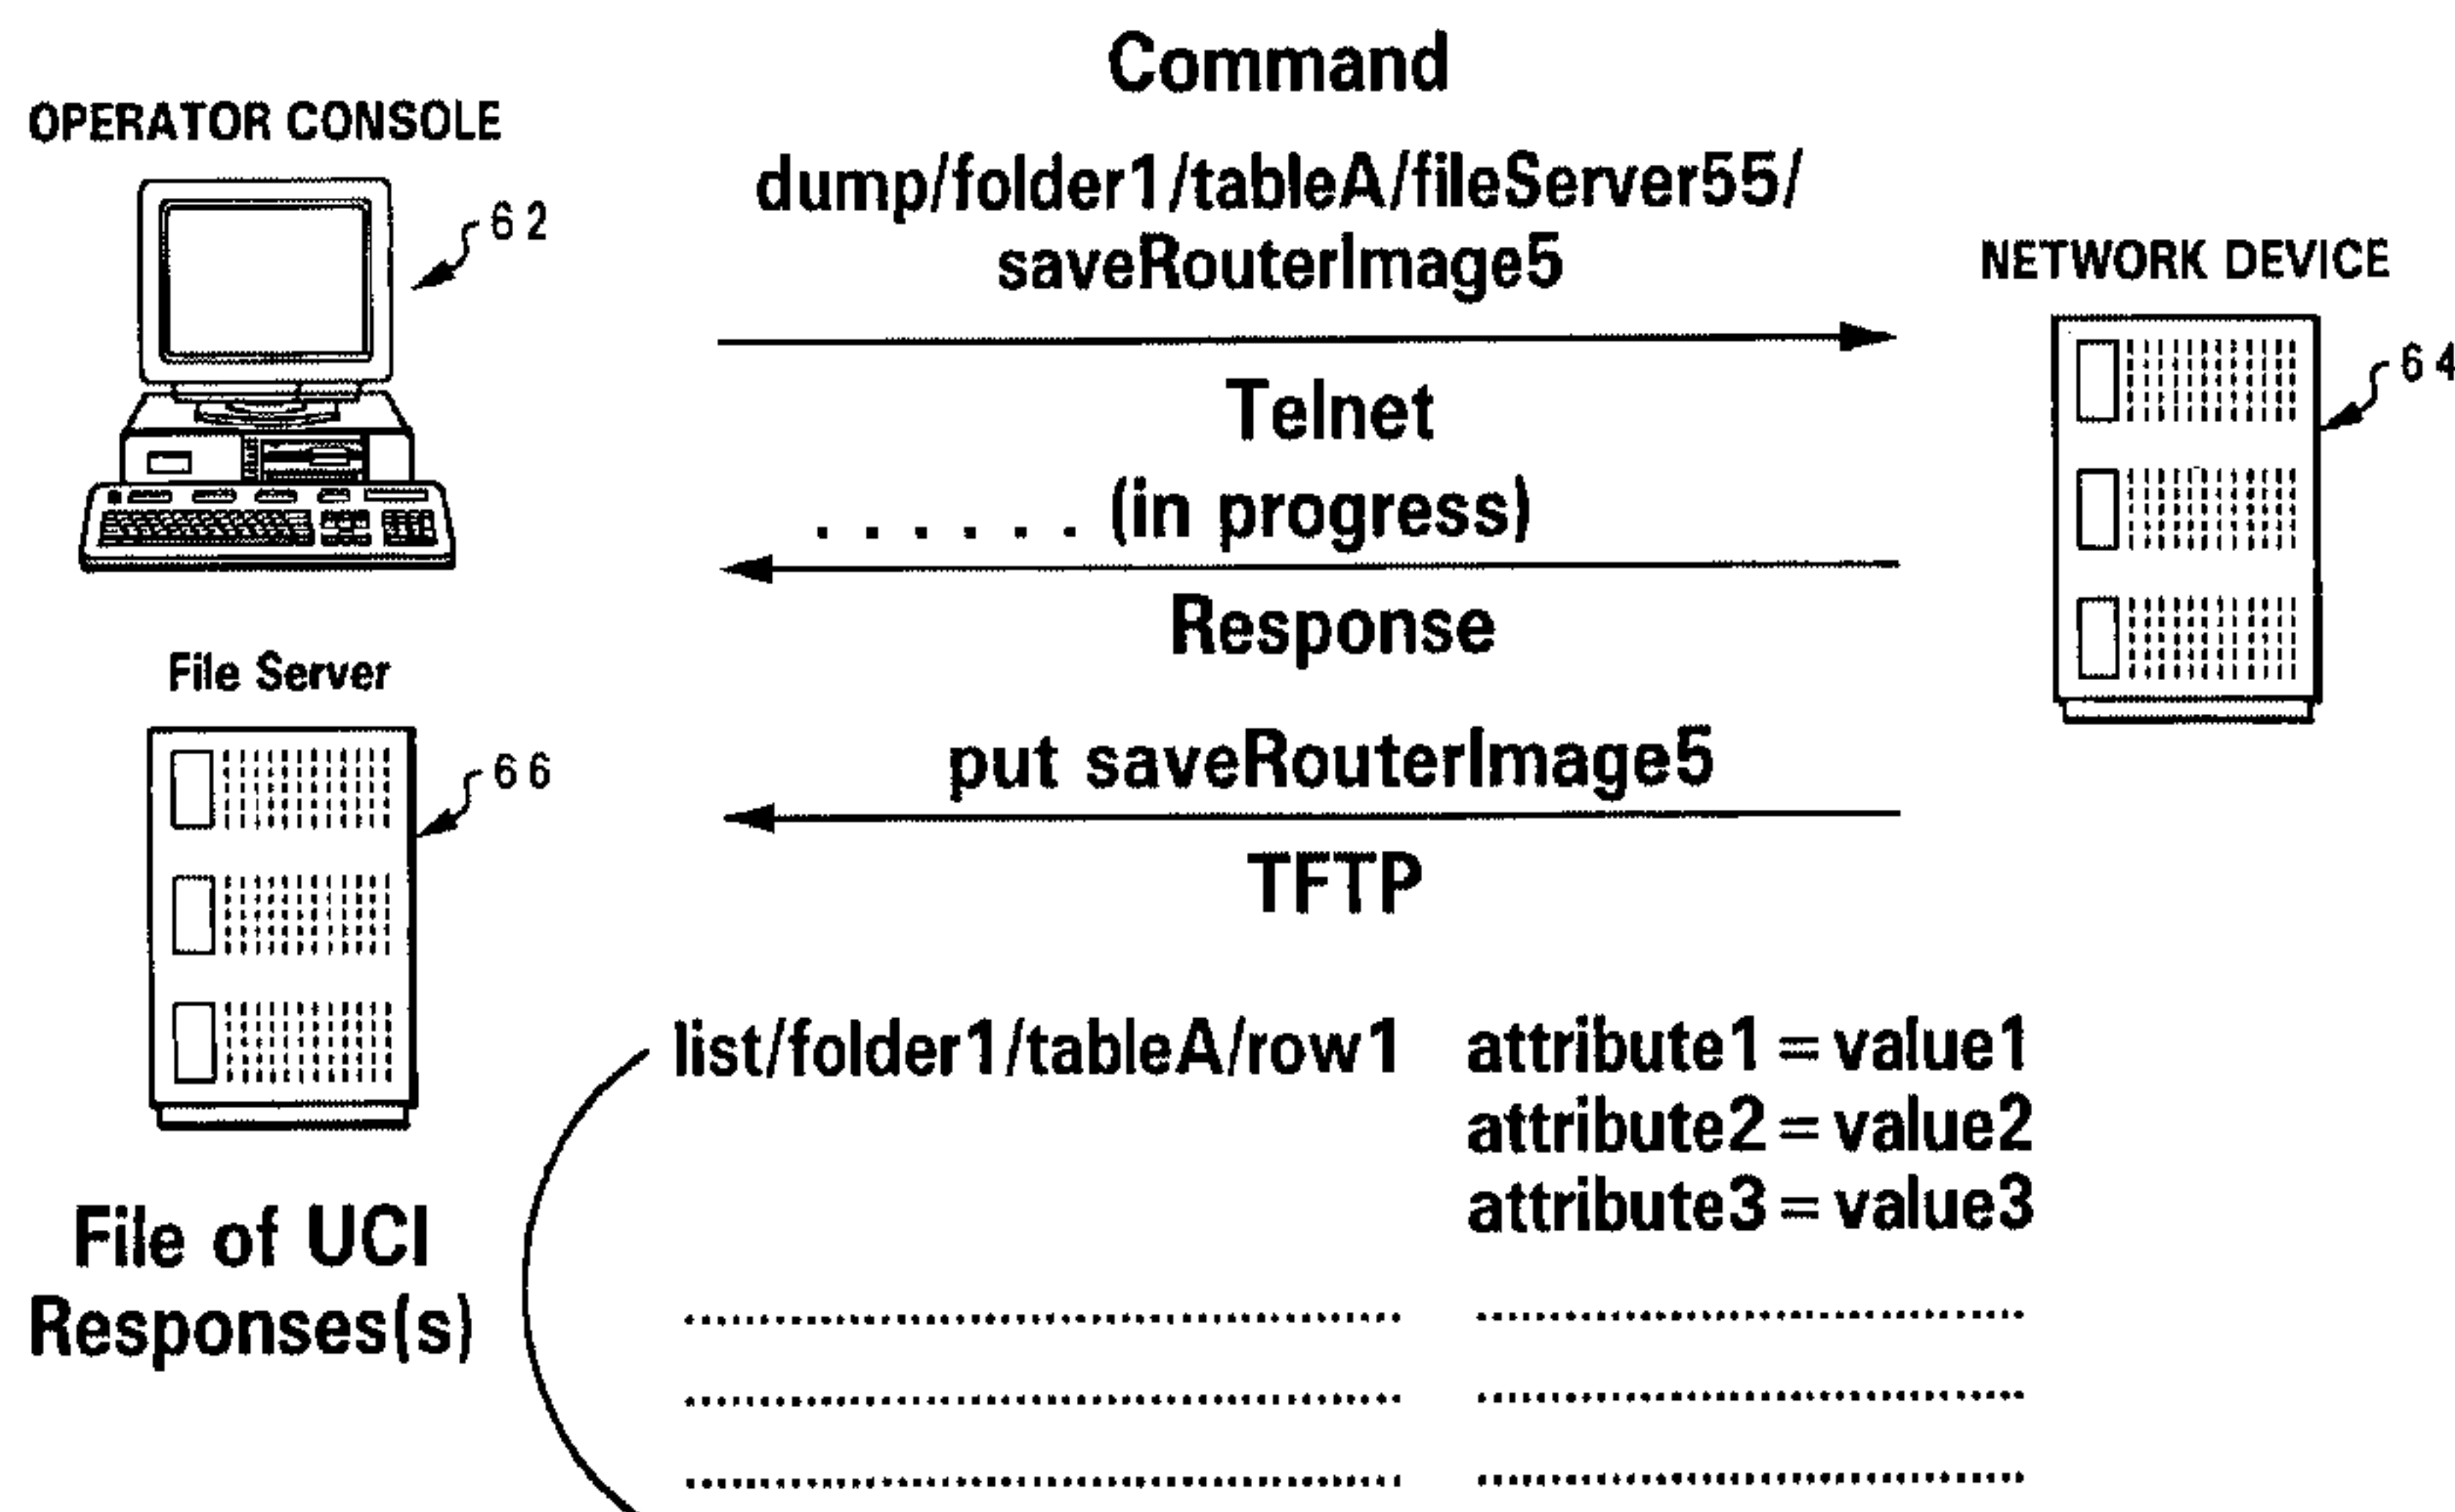 Command
OPERATOR CONSOLE
dump/folder1/tableA/fileServer55/
saveRouterImage5
62
NETWORK DEVICE
64
Telnet
. . . . . . (in progress)
Response
File Server
put saveRouterImage5
66
TFTP
list/folder1/tableA/row1 attribute1 = value1
attribute2 = value2
attribute3 = value3
File of UCI
Responses(s)